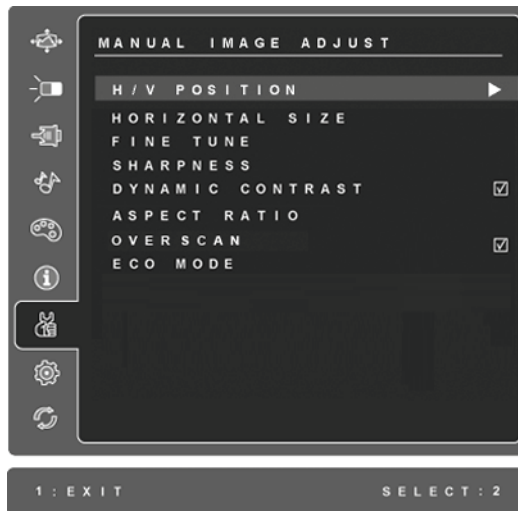 MANUAL IMAGE ADJUST
H/V POSITION
HORIZONTAL SIZE
FINE TUNE
SHARPNESS
DYNAMIC CONTRAST
ASPECT RATIO
OVERSCAN
ECO MODE
1:EXIT SELECT:2